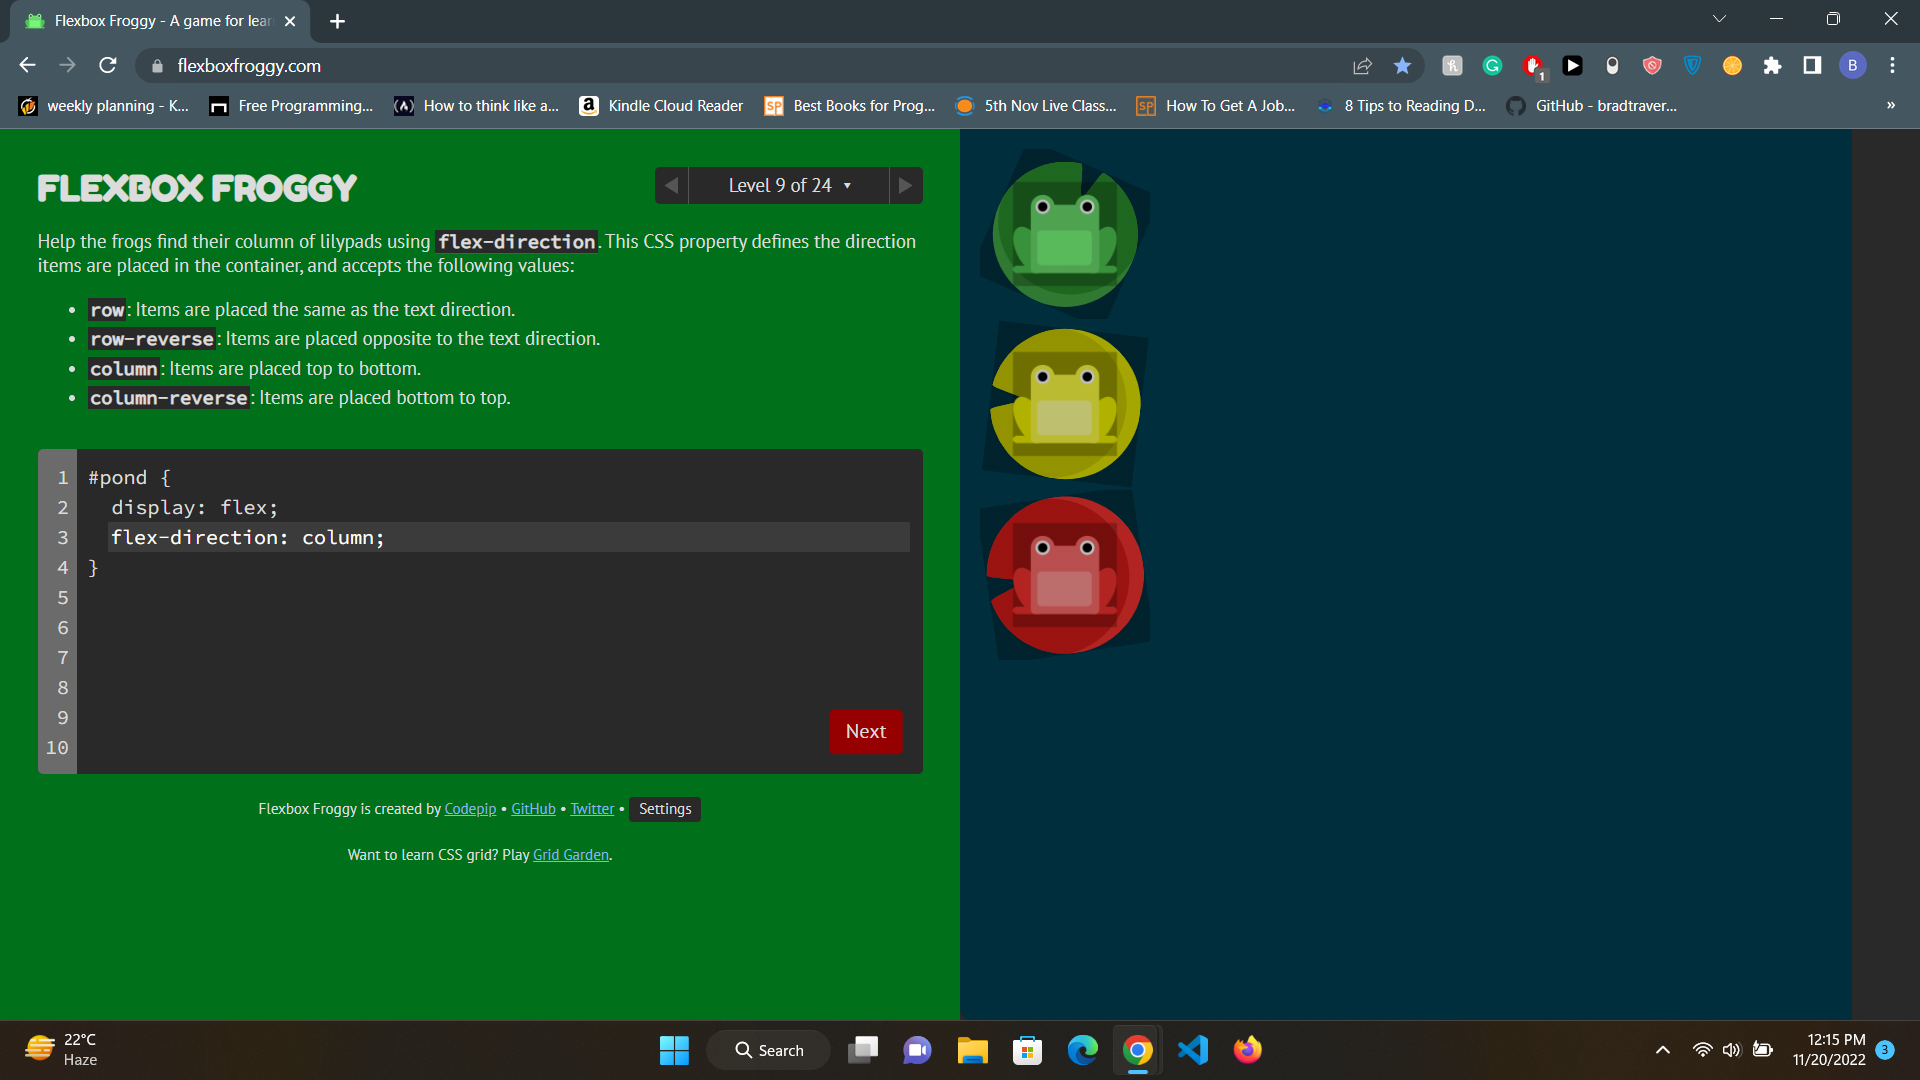 Flexbox Froggy - A game for lear
flexboxfroggy.com
1
B
weekly planning - K...
Free Programming...
How to think like a...
Kindle Cloud Reader
Best Books for Prog...
5th Nov Live Class...
How To Get A Job...
8 Tips to Reading D...
GitHub - bradtraver...
»
FLEXBOX FROGGY
Level 9 of 24
Help the frogs find their column of lilypads using flex-direction. This CSS property defines the direction
items are placed in the container, and accepts the following values:
• row: Items are placed the same as the text direction.
• row-reverse: Items are placed opposite to the text direction.
• column: Items are placed top to bottom.
• column-reverse: Items are placed bottom to top.
1 #pond {
2 display: flex;
3 flex-direction: column;
4 }
5
6
7
8
9
10
Next
Flexbox Froggy is created by Codepip • GitHub • Twitter • Settings
Want to learn CSS grid? Play Grid Garden.
22°C
Haze
Search
12:15 PM
11/20/2022
3